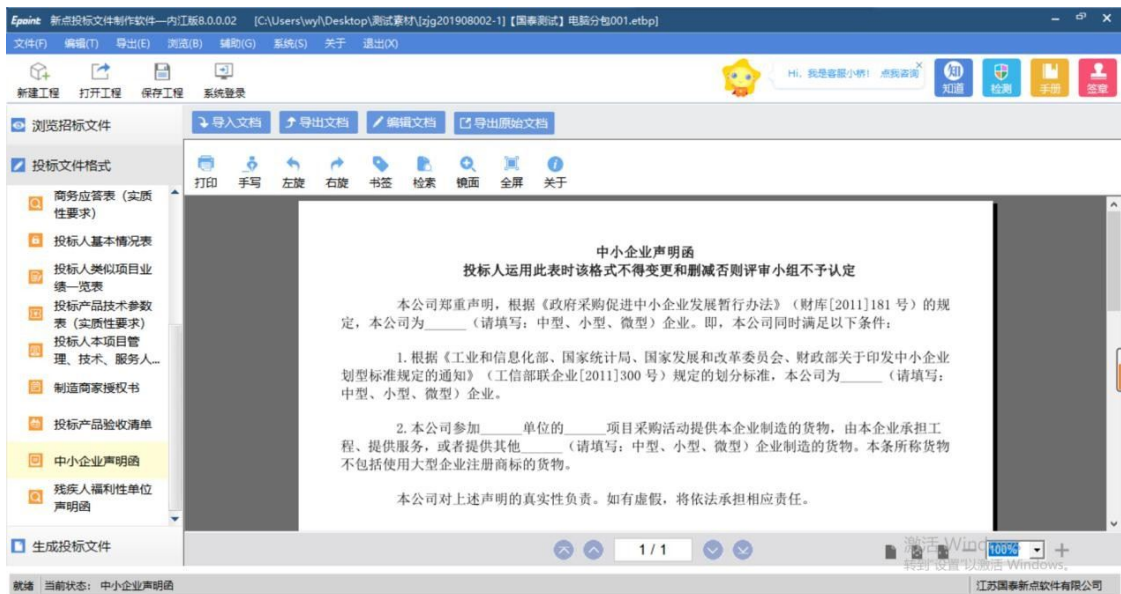 Epoint 新点投标文件制作软件—内江版8.0.0.02 [C:\Users\wyl\Desktop\测试素材\[zjg201908002-1]【国泰测试】电脑分包001.etbp]
文件(F) 编辑(T) 导出(E) 浏览(B) 辅助(G) 系统(S) 关于 退出(X)
新建工程 打开工程 保存工程 系统登录
Hi，我是客服小桥！ 点我咨询
知
知道 检测 手册 签章
浏览招标文件
投标文件格式
商务应答表（实质
性要求）
投标人基本情况表
投标人类似项目业
绩一览表
投标产品技术参数
表（实质性要求）
投标人本项目管
理、技术、服务人...
制造商家授权书
投标产品验收清单
中小企业声明函
残疾人福利性单位
声明函
生成投标文件
导入文档 导出文档 编辑文档 导出原始文档
打印 手写 左旋 右旋 书签 检索 镜面 全屏 关于
中小企业声明函
投标人运用此表时该格式不得变更和删减否则评审小组不予认定
本公司郑重声明，根据《政府采购促进中小企业发展暂行办法》（财库[2011]181 号）的规
定，本公司为______（请填写：中型、小型、微型）企业。即，本公司同时满足以下条件：
1. 根据《工业和信息化部、国家统计局、国家发展和改革委员会、财政部关于印发中小企业
划型标准规定的通知》（工信部联企业[2011]300 号）规定的划分标准，本公司为______（请填写：
中型、小型、微型）企业。
2. 本公司参加______单位的______项目采购活动提供本企业制造的货物，由本企业承担工
程、提供服务，或者提供其他______（请填写：中型、小型、微型）企业制造的货物。本条所称货物
不包括使用大型企业注册商标的货物。
本公司对上述声明的真实性负责。如有虚假，将依法承担相应责任。
1 / 1
100%
激活 Wind
转到"设置"以激活 Windows。
就绪 当前状态： 中小企业声明函
江苏国泰新点软件有限公司